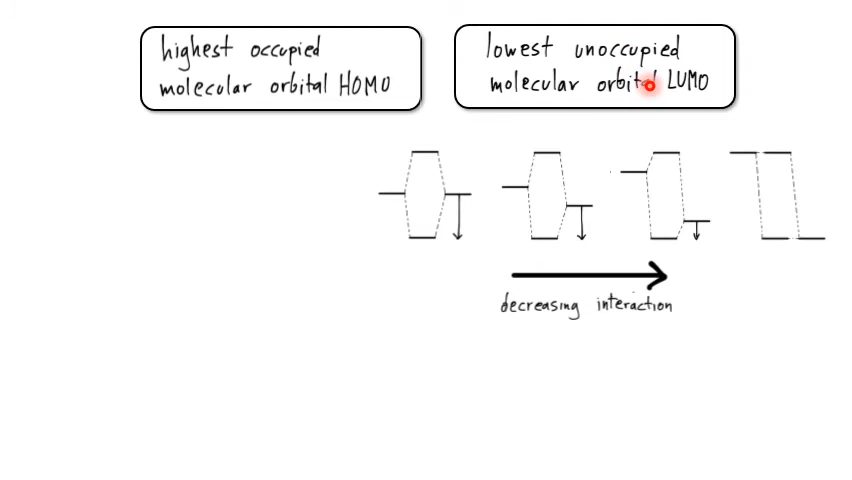 highest occupied
molecular orbital HOMO
lowest unoccupied
molecular orbital LUMO
decreasing interaction